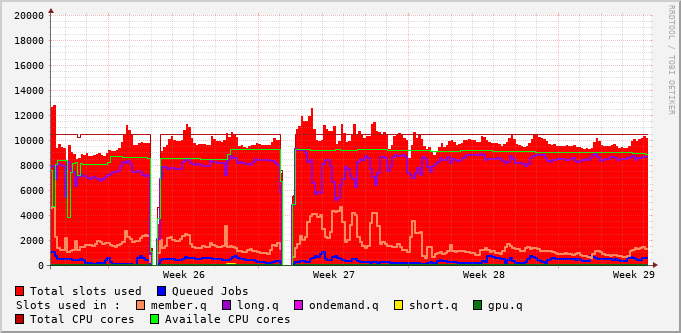 RRDTOOL / TOBI OETIKER
20000
18000
16000
14000
12000
10000
8000
6000
4000
2000
0
Week 26 Week 27 Week 28 Week 29
Total slots used Queued Jobs
Slots used in : member.q long.q ondemand.q short.q gpu.q
Total CPU cores Availale CPU cores